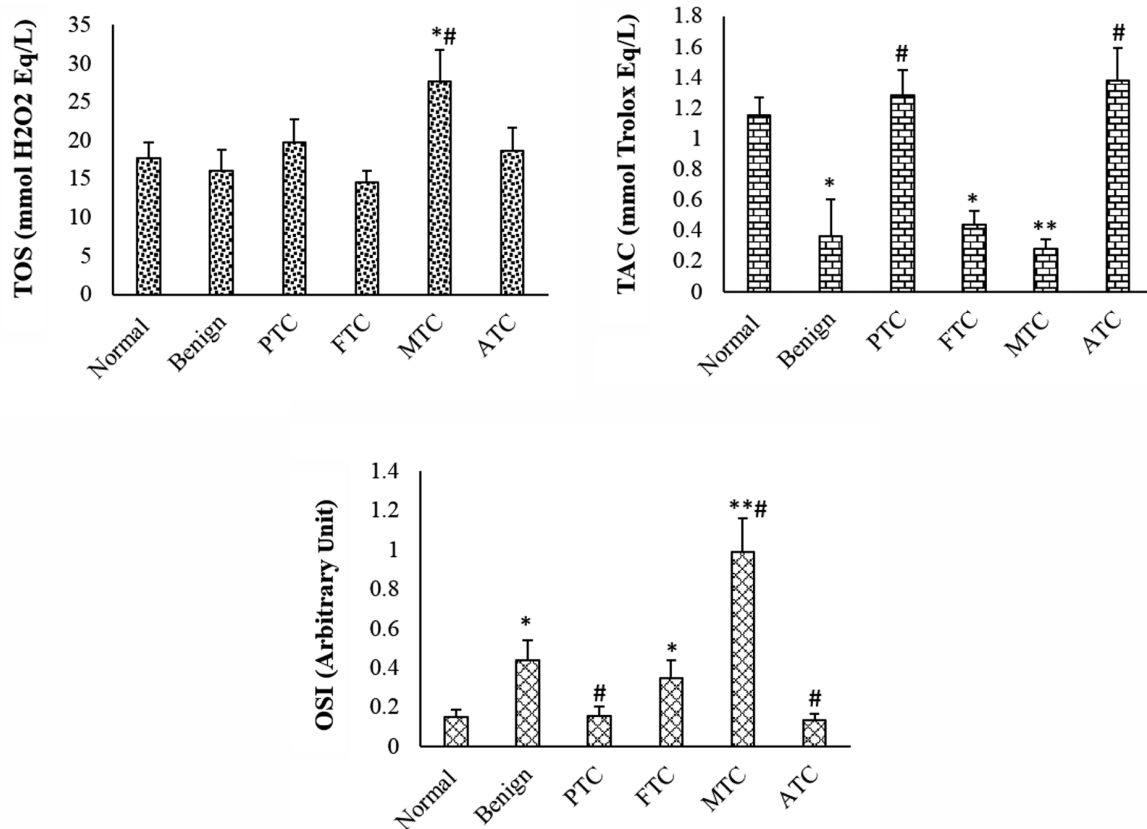 TOS (mmol H2O2 Eq/L)
35
30
25
20
15
10
5
0
*#
Normal
Benign
PTC
FTC
MTC
ATC
TAC (mmol Trolox Eq/L)
1.8
1.6
1.4
1.2
1
0.8
0.6
0.4
0.2
0
*
#
*
**
#
Normal
Benign
PTC
FTC
MTC
ATC
OSI (Arbitrary Unit)
1.4
1.2
1
0.8
0.6
0.4
0.2
0
*
#
*
**#
#
Normal
Benign
PTC
FTC
MTC
ATC